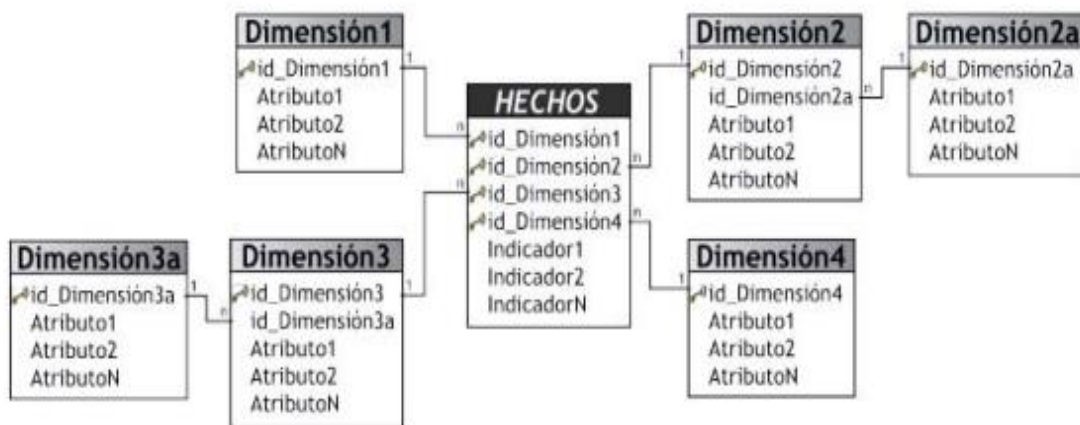 Dimensión1
id_Dimensión1
Atributo1
Atributo2
AtributoN
1
n
HECHOS
id_Dimensión1
id_Dimensión2
id_Dimensión3
id_Dimensión4
Indicador1
Indicador2
IndicadorN
n
n
n
Dimensión2
id_Dimensión2
id_Dimensión2a
Atributo1
Atributo2
AtributoN
1
n
1
Dimensión2a
id_Dimensión2a
Atributo1
Atributo2
AtributoN
Dimensión3a
id_Dimensión3a
Atributo1
Atributo2
AtributoN
1
n
Dimensión3
id_Dimensión3
id_Dimensión3a
Atributo1
Atributo2
AtributoN
1
Dimensión4
id_Dimensión4
Atributo1
Atributo2
AtributoN
1